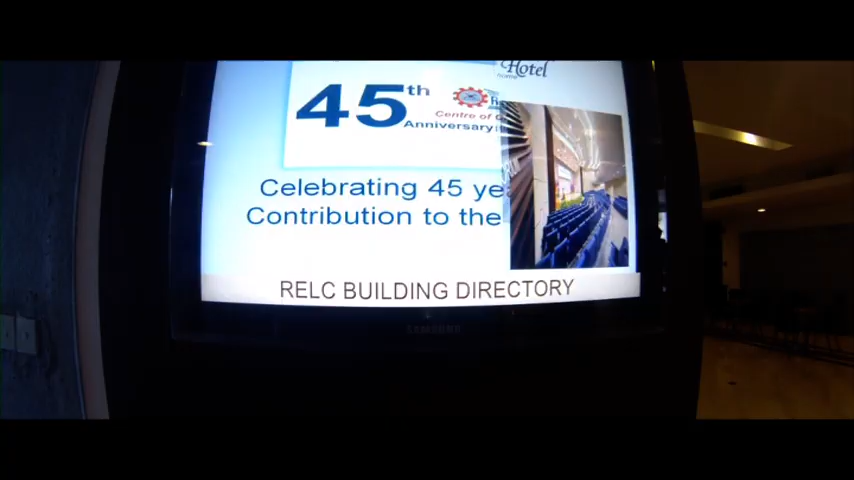 Hotel
45th
Centre of
Anniversary
Celebrating 45 ye
Contribution to the
RELC BUILDING DIRECTORY
SAMSUNG